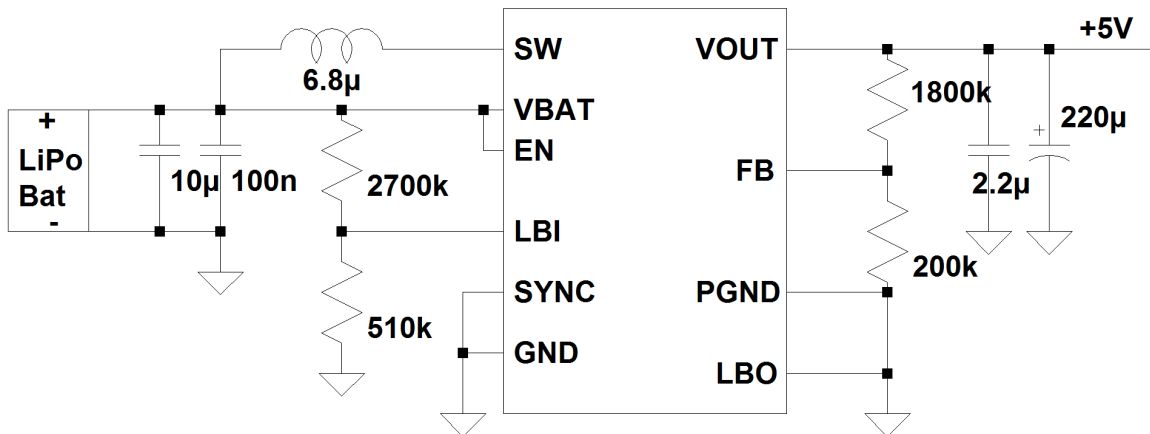 +5V
SW
VOUT
6.8µ
1800k
+
VBAT
+
220µ
LiPo
EN
Bat
10µ
100n
2700k
FB
2.2µ
-
LBI
200k
SYNC
PGND
510k
GND
LBO